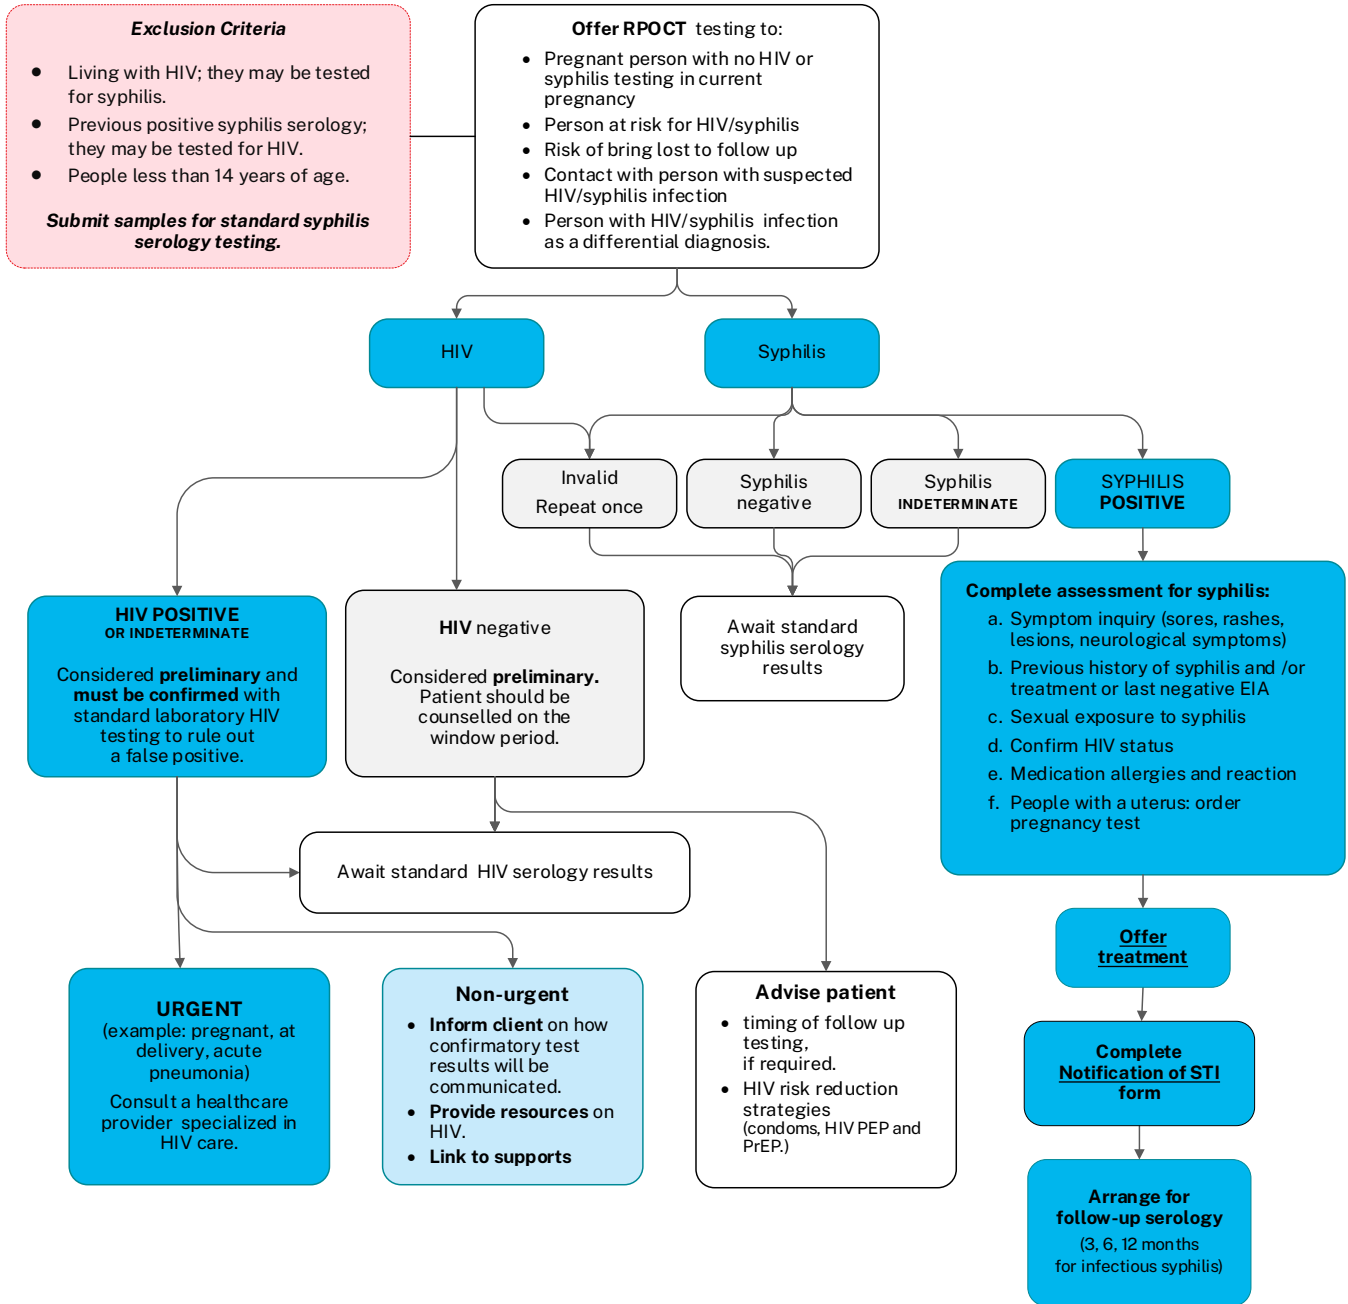 Exclusion Criteria
● Living with HIV; they may be tested
for syphilis.
● Previous positive syphilis serology;
they may be tested for HIV.
● People less than 14 years of age.
Submit samples for standard syphilis
serology testing.
Offer RPOCT testing to:
• Pregnant person with no HIV or
syphilis testing in current
pregnancy
• Person at risk for HIV/syphilis
• Risk of bring lost to follow up
• Contact with person with suspected
HIV/syphilis infection
• Person with HIV/syphilis infection
as a differential diagnosis.
HIV
Syphilis
Invalid
Repeat once
Syphilis
negative
Syphilis
INDETERMINATE
SYPHILIS
POSITIVE
HIV POSITIVE
OR INDETERMINATE
Considered preliminary and
must be confirmed with
standard laboratory HIV
testing to rule out
a false positive.
HIV negative
Considered preliminary.
Patient should be
counselled on the
window period.
Await standard
syphilis serology
results
Complete assessment for syphilis:
a. Symptom inquiry (sores, rashes,
lesions, neurological symptoms)
b. Previous history of syphilis and /or
treatment or last negative EIA
c. Sexual exposure to syphilis
d. Confirm HIV status
e. Medication allergies and reaction
f. People with a uterus: order
pregnancy test
Await standard HIV serology results
Offer
treatment
URGENT
(example: pregnant, at
delivery, acute
pneumonia)
Consult a healthcare
provider specialized in
HIV care.
Non-urgent
• Inform client on how
confirmatory test
results will be
communicated.
• Provide resources on
HIV.
• Link to supports
Advise patient
• timing of follow up
testing,
if required.
• HIV risk reduction
strategies
(condoms, HIV PEP and
PrEP.)
Complete
Notification of STI
form
Arrange for
follow-up serology
(3, 6, 12 months
for infectious syphilis)